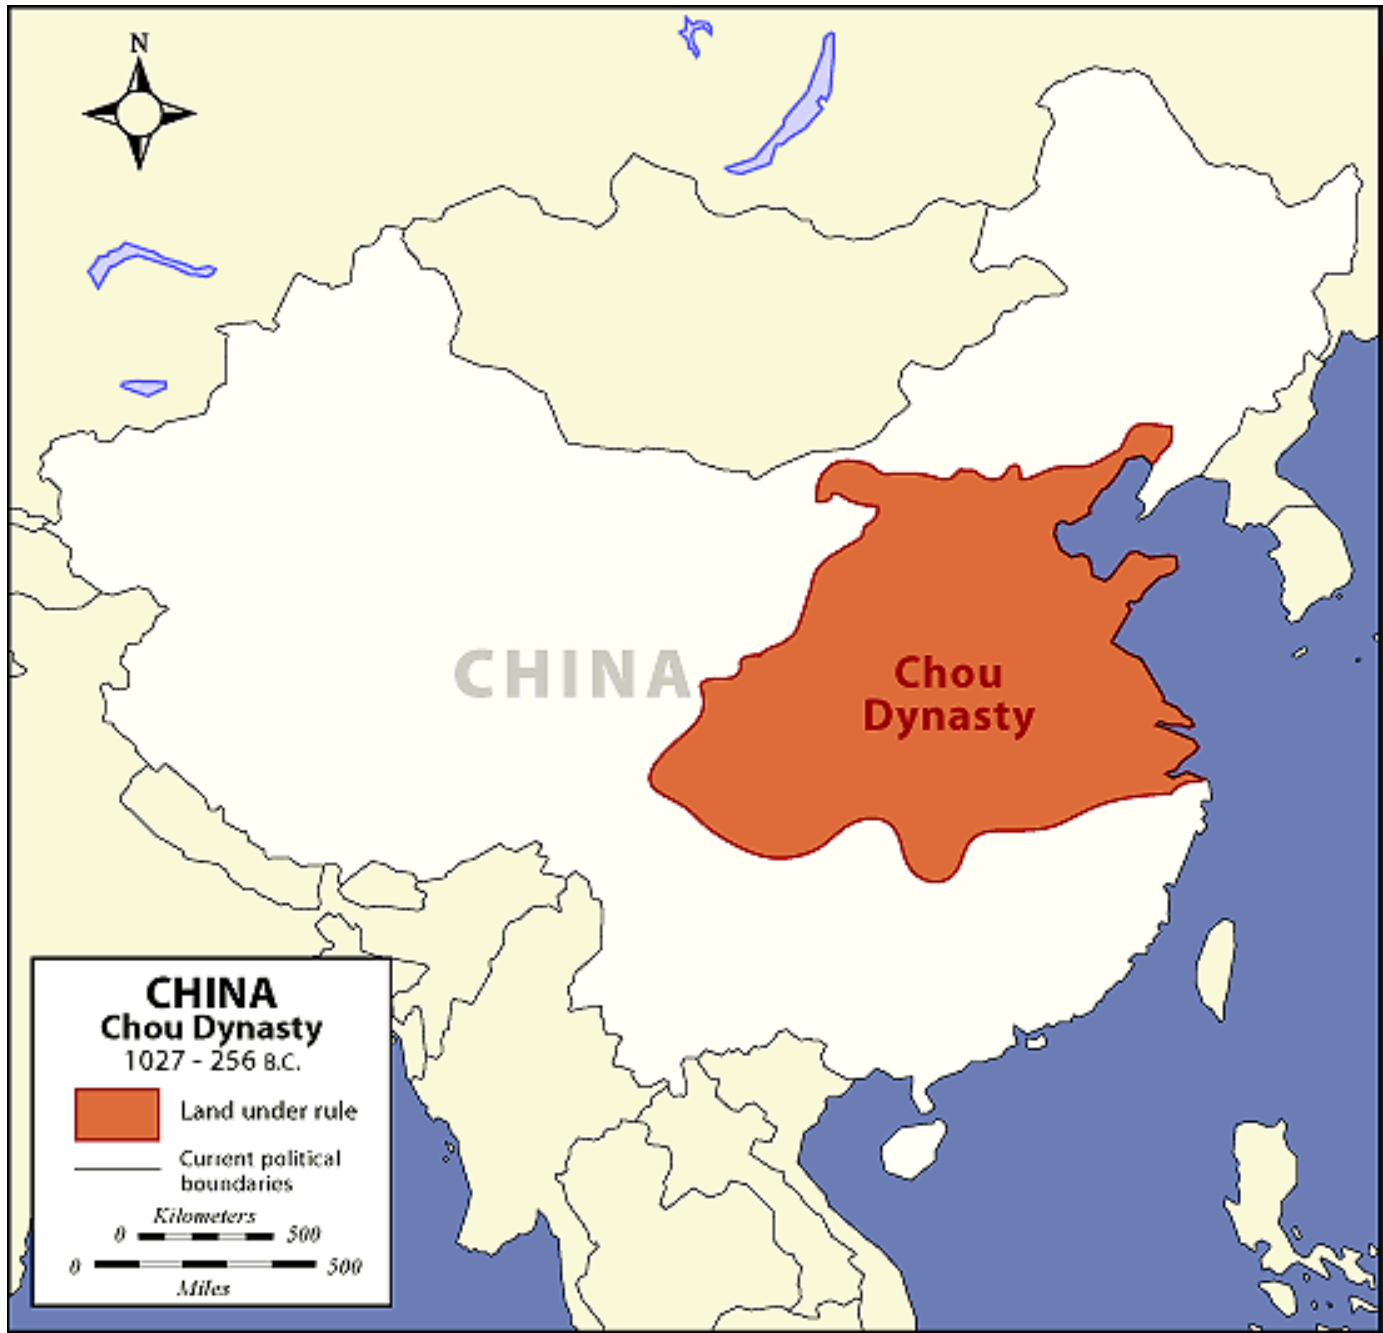 N
CHINA
Chou
Dynasty
CHINA
Chou Dynasty
1027 - 256 B.C.
Land under rule
Current political
boundaries
Kilometers
0 500
0 500
Miles